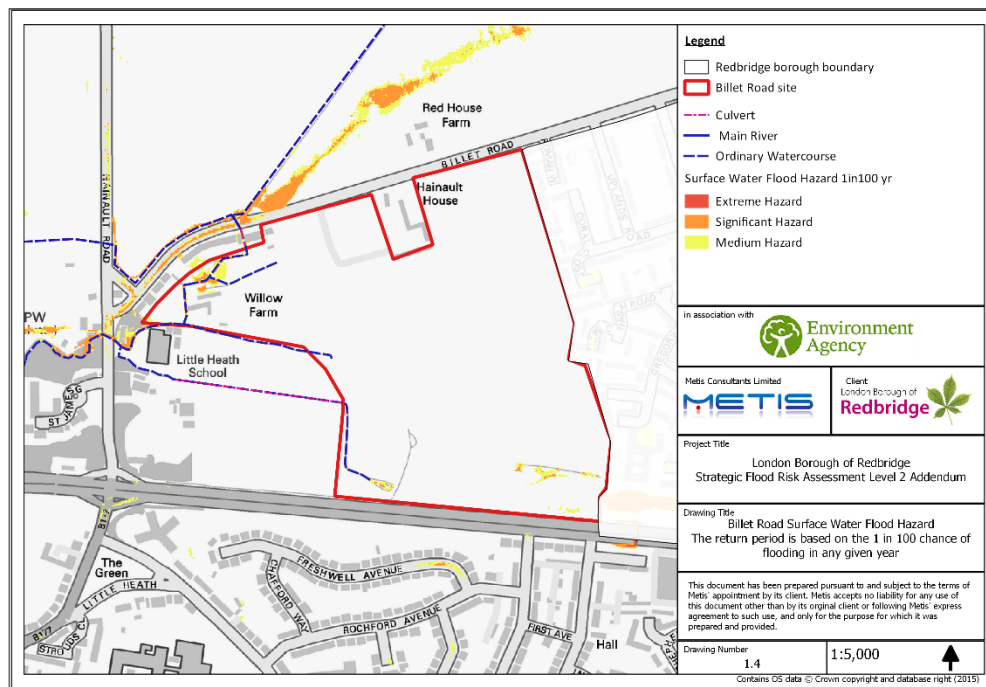 Red House
Farm
BILLET ROAD
Hainault
House
HAINAULT ROAD
Willow
Farm
PW
Little Heath
School
ST JAMES G
B177
The
Green
LITTLE HEATH
STROUDS CL
B177
FRESHWELL AVENUE
CHAFFORD WAY
ROCHFORD AVENUE
FIRST AVE
Hall
ROAD
Legend
Redbridge borough boundary
Billet Road site
Culvert
Main River
Ordinary Watercourse
Surface Water Flood Hazard 1in100 yr
Extreme Hazard
Significant Hazard
Medium Hazard
in association with
Environment
Agency
Metis Consultants Limited
METIS
Client
London Borough of
Redbridge
Project Title
London Borough of Redbridge
Strategic Flood Risk Assessment Level 2 Addendum
Drawing Title
Billet Road Surface Water Flood Hazard
The return period is based on the 1 in 100 chance of
flooding in any given year
This document has been prepared pursuant to and subject to the terms of
Metis' appointment by its client. Metis accepts no liability for any use of
this document other than by its orginal client or following Metis' express
agreement to such use, and only for the purpose for which it was
prepared and provided.
Drawing Number
1.4
1:5,000
Contains OS data © Crown copyright and database right (2015)